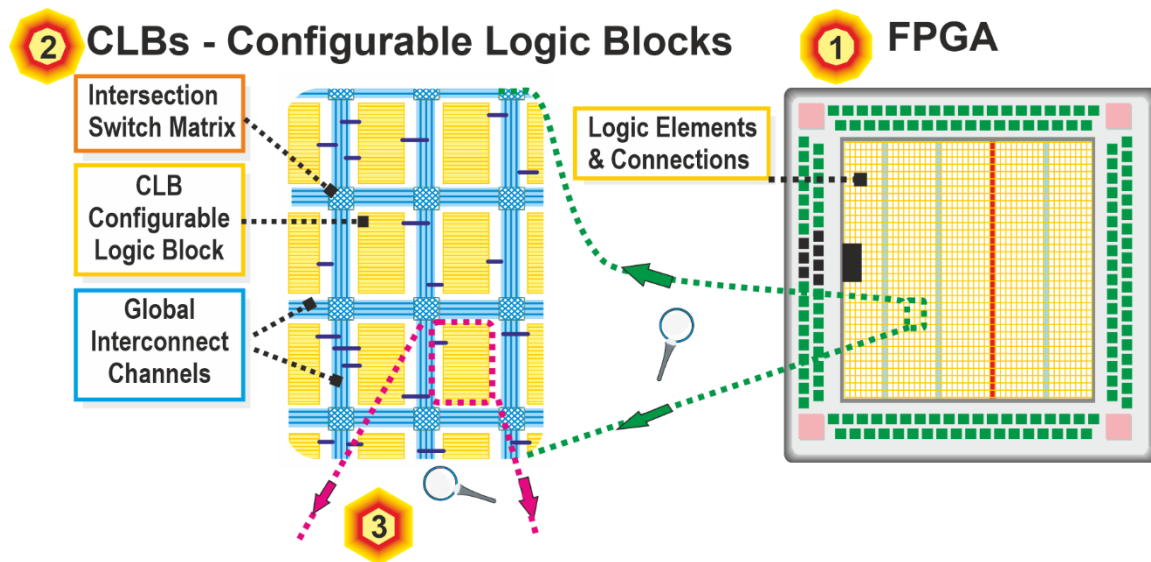 2 CLBs - Configurable Logic Blocks
1 FPGA
Intersection
Switch Matrix
CLB
Configurable
Logic Block
Global
Interconnect
Channels
Logic Elements
& Connections
3